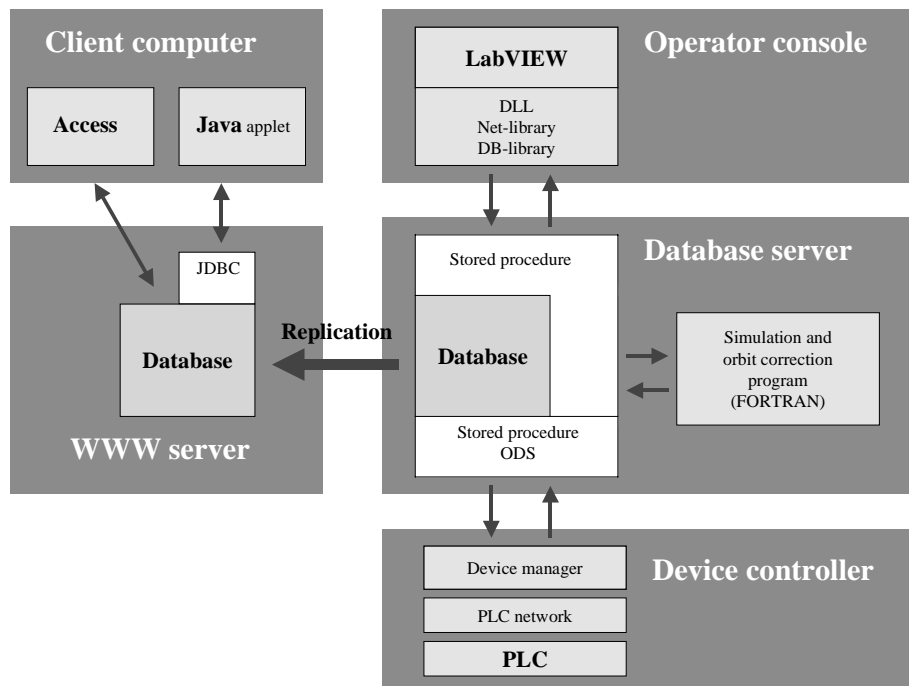 Client computer
Access
Java applet
Operator console
LabVIEW
DLL
Net-library
DB-library
JDBC
Database
WWW server
Replication
Database server
Stored procedure
Database
Stored procedure
ODS
Simulation and
orbit correction
program
(FORTRAN)
Device controller
Device manager
PLC network
PLC